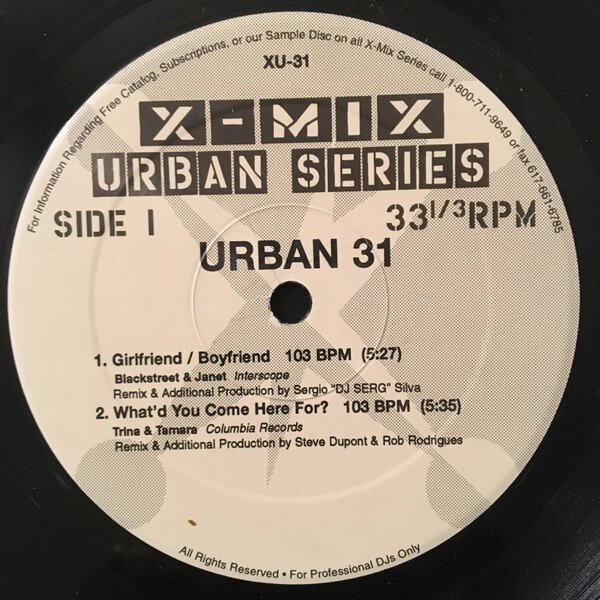 For Information Regarding Free Catalog, Subscriptions, or our Sample Disc on all X-Mix Series call 1-800-711-9649 or fax 617-661-6785
XU-31
X-MIX
URBAN SERIES
SIDE 1 33 1/3 RPM
URBAN 31
1. Girlfriend / Boyfriend 103 BPM (5:27)
Blackstreet & Janet Interscope
Remix & Additional Production by Sergio "DJ SERG" Silva
2. What'd You Come Here For? 103 BPM (5:35)
Trina & Tamara Columbia Records
Remix & Additional Production by Steve Dupont & Rob Rodrigues
All Rights Reserved • For Professional DJs Only